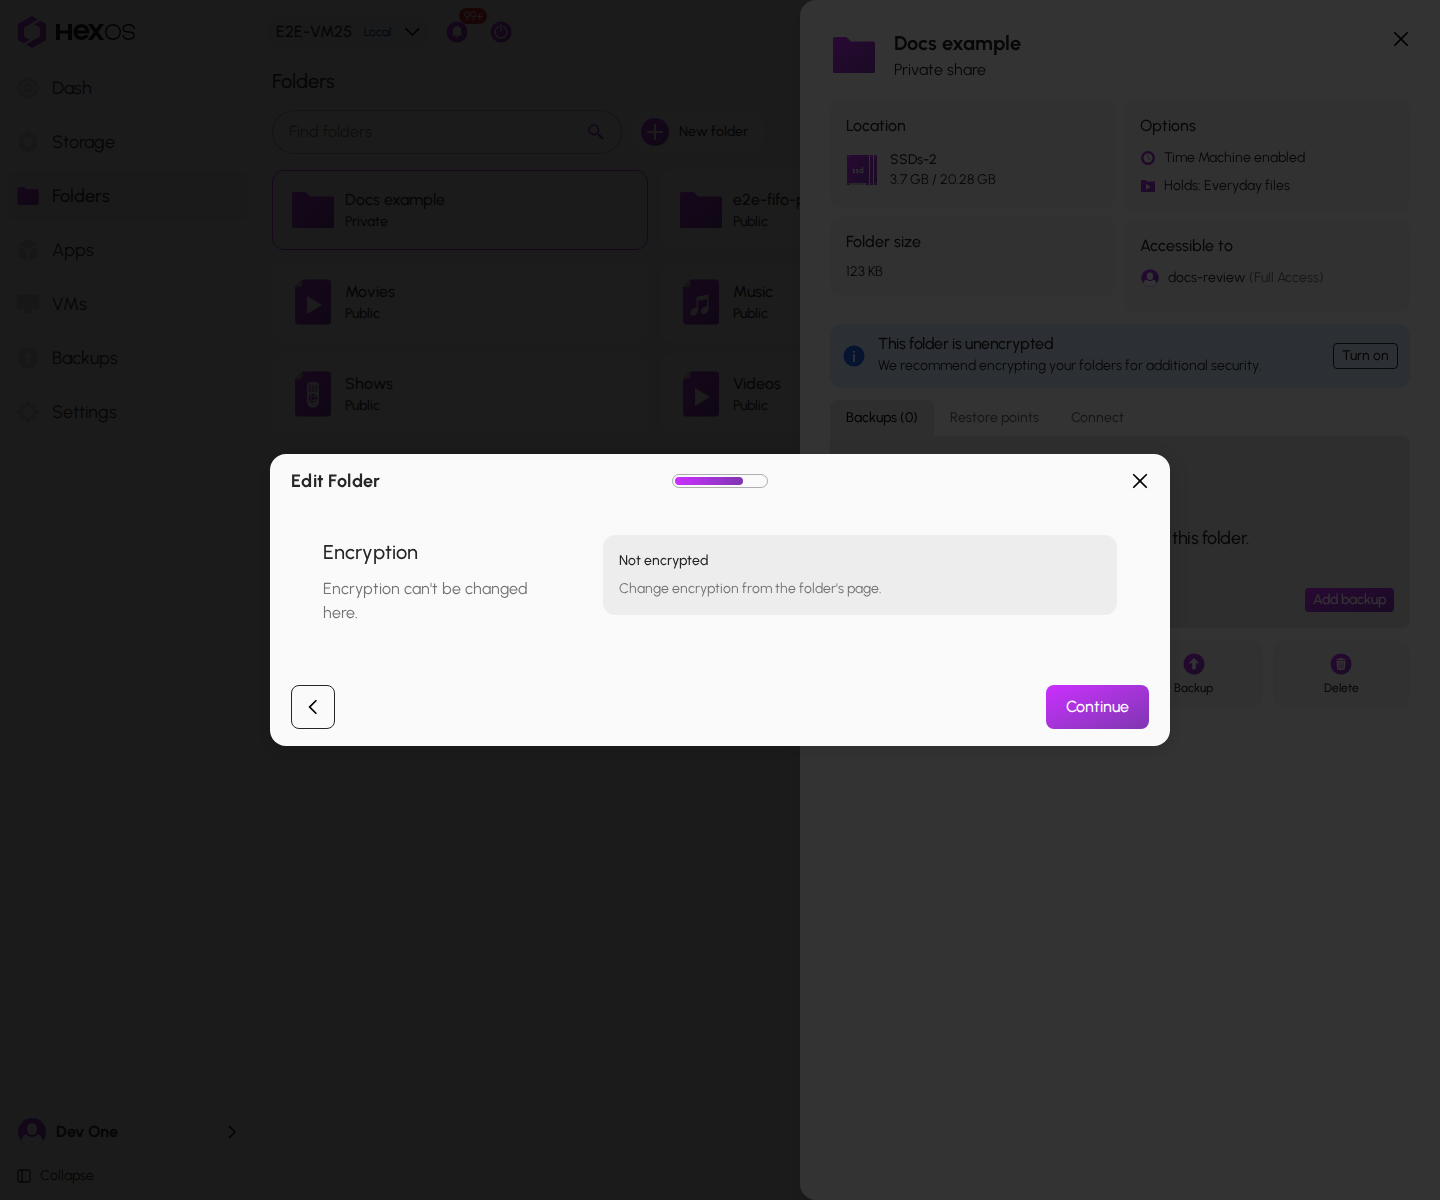 HEXOS
E2E-VM25 Local
99+
Dash
Storage
Folders
Apps
VMs
Backups
Settings
Folders
Find folders
New folder
Docs example
Private
e2e-fifo-p
Public
Movies
Public
Music
Public
Shows
Public
Videos
Public
Docs example
Private share
Location
ssd
SSDs-2
3.7 GB / 20.28 GB
Options
Time Machine enabled
Holds: Everyday files
Folder size
123 KB
Accessible to
docs-review (Full Access)
This folder is unencrypted
We recommend encrypting your folders for additional security.
Turn on
Backups (0)
Restore points
Connect
this folder.
Add backup
Backup
Delete
Edit Folder
Encryption
Encryption can't be changed
here.
Not encrypted
Change encryption from the folder's page.
Continue
Dev One
Collapse